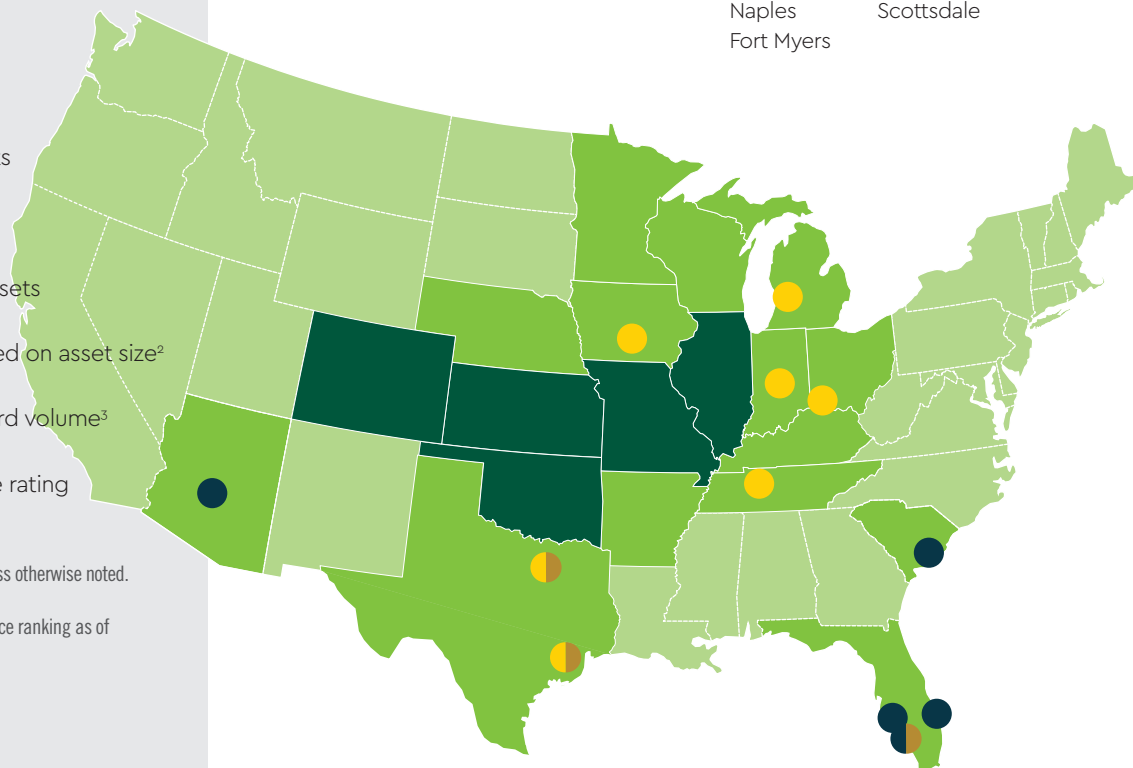 Naples
Scottsdale
Fort Myers
sets
ed on asset size²
rd volume³
e rating
ss otherwise noted.
ce ranking as of